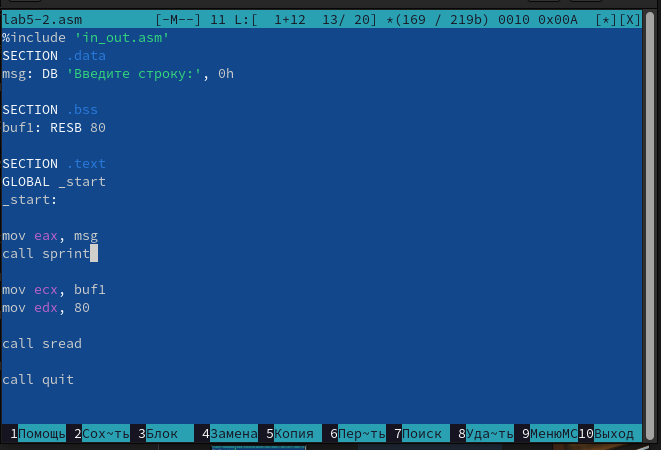 lab5-2.asm [-M--] 11 L:[ 1+12 13/ 20] *(169 / 219b) 0010 0x00A [*][X]
%include 'in_out.asm'
SECTION .data
msg: DB 'Введите строку:', 0h
SECTION .bss
buf1: RESB 80
SECTION .text
GLOBAL _start
_start:
mov eax, msg
call sprint
mov ecx, buf1
mov edx, 80
call sread
call quit
1Помощь 2Сох~ть 3Блок 4Замена 5Копия 6Пер~ть 7Поиск 8Уда~ть 9МенюМС 10Выход